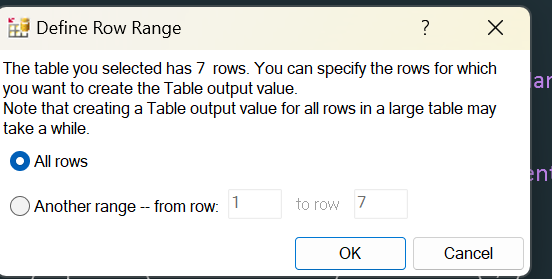 Define Row Range
?
The table you selected has 7 rows. You can specify the rows for which
you want to create the Table output value.
Note that creating a Table output value for all rows in a large table may
take a while.
All rows
Another range -- from row: 1 to row 7
OK Cancel